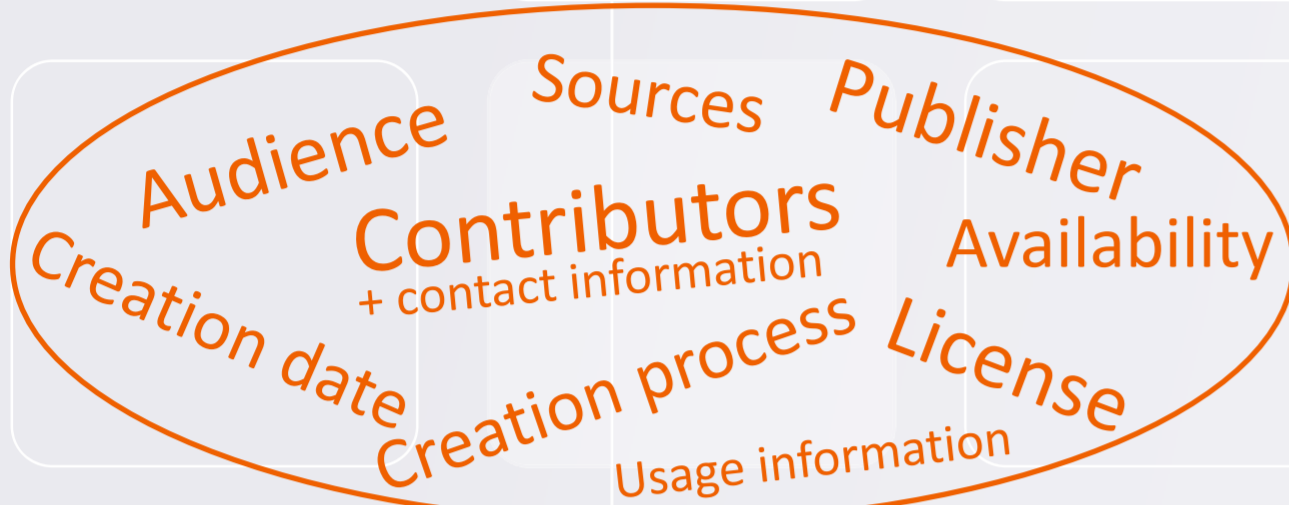 Sources
Publisher
Audience
Contributors
+ contact information
Availability
Creation date
Creation process
License
Usage information